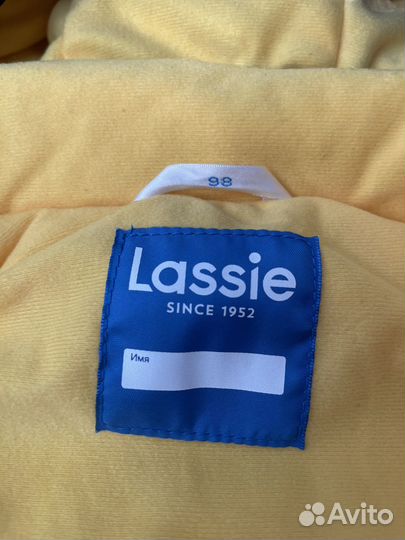 98
Lassie
SINCE 1952
Имя
Avito